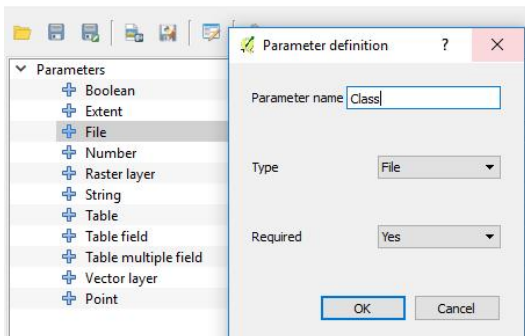 Parameters
Boolean
Extent
File
Number
Raster layer
String
Table
Table field
Table multiple field
Vector layer
Point
Parameter definition ?
Parameter name Class
Type File
Required Yes
OK Cancel